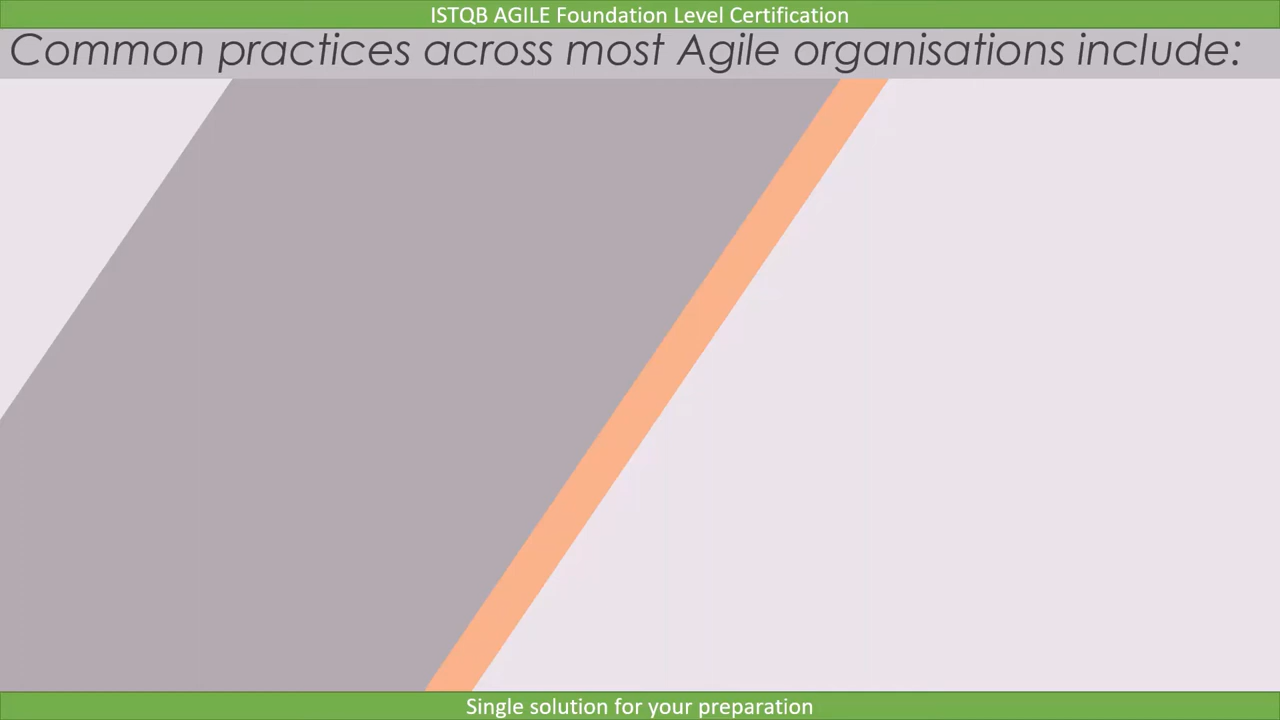 ISTQB AGILE Foundation Level Certification
Common practices across most Agile organisations include:
Single solution for your preparation